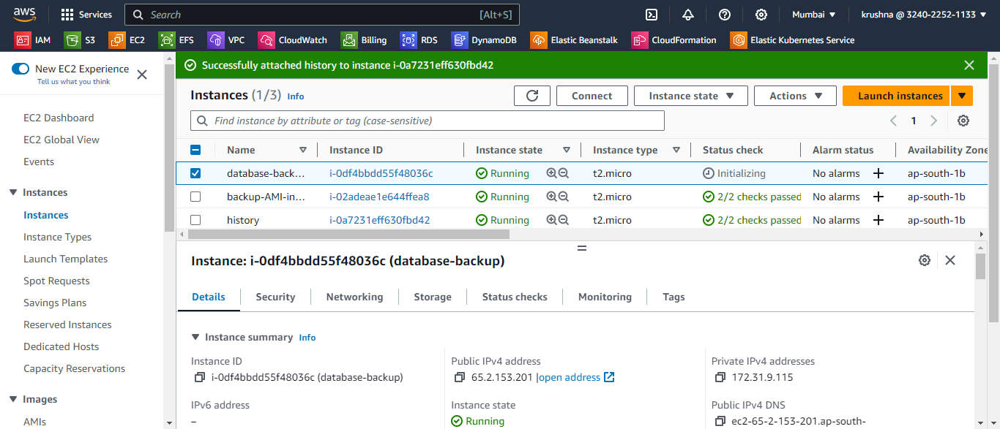 aws Services Search [Alt+S] Mumbai krushna @ 3240-2252-1133
IAM S3 EC2 EFS VPC CloudWatch Billing RDS DynamoDB Elastic Beanstalk CloudFormation Elastic Kubernetes Service
New EC2 Experience
Tell us what you think
EC2 Dashboard
EC2 Global View
Events
Instances
Instances
Instance Types
Launch Templates
Spot Requests
Savings Plans
Reserved Instances
Dedicated Hosts
Capacity Reservations
Images
AMIs
Successfully attached history to instance i-0a7231eff630fbd42
Instances (1/3) Info Connect Instance state Actions Launch instances
Find instance by attribute or tag (case-sensitive) 1
Name Instance ID Instance state Instance type Status check Alarm status Availability Zone
database-back... i-0df4bbdd55f48036c Running t2.micro Initializing No alarms ap-south-1b
backup-AMI-in... i-02adeae1e644ffea8 Running t2.micro 2/2 checks passed No alarms ap-south-1b
history i-0a7231eff630fbd42 Running t2.micro 2/2 checks passed No alarms ap-south-1b
Instance: i-0df4bbdd55f48036c (database-backup)
Details Security Networking Storage Status checks Monitoring Tags
Instance summary Info
Instance ID
i-0df4bbdd55f48036c (database-backup)
IPv6 address
–
Public IPv4 address
65.2.153.201 |open address
Instance state
Running
Private IPv4 addresses
172.31.9.115
Public IPv4 DNS
ec2-65-2-153-201.ap-south-